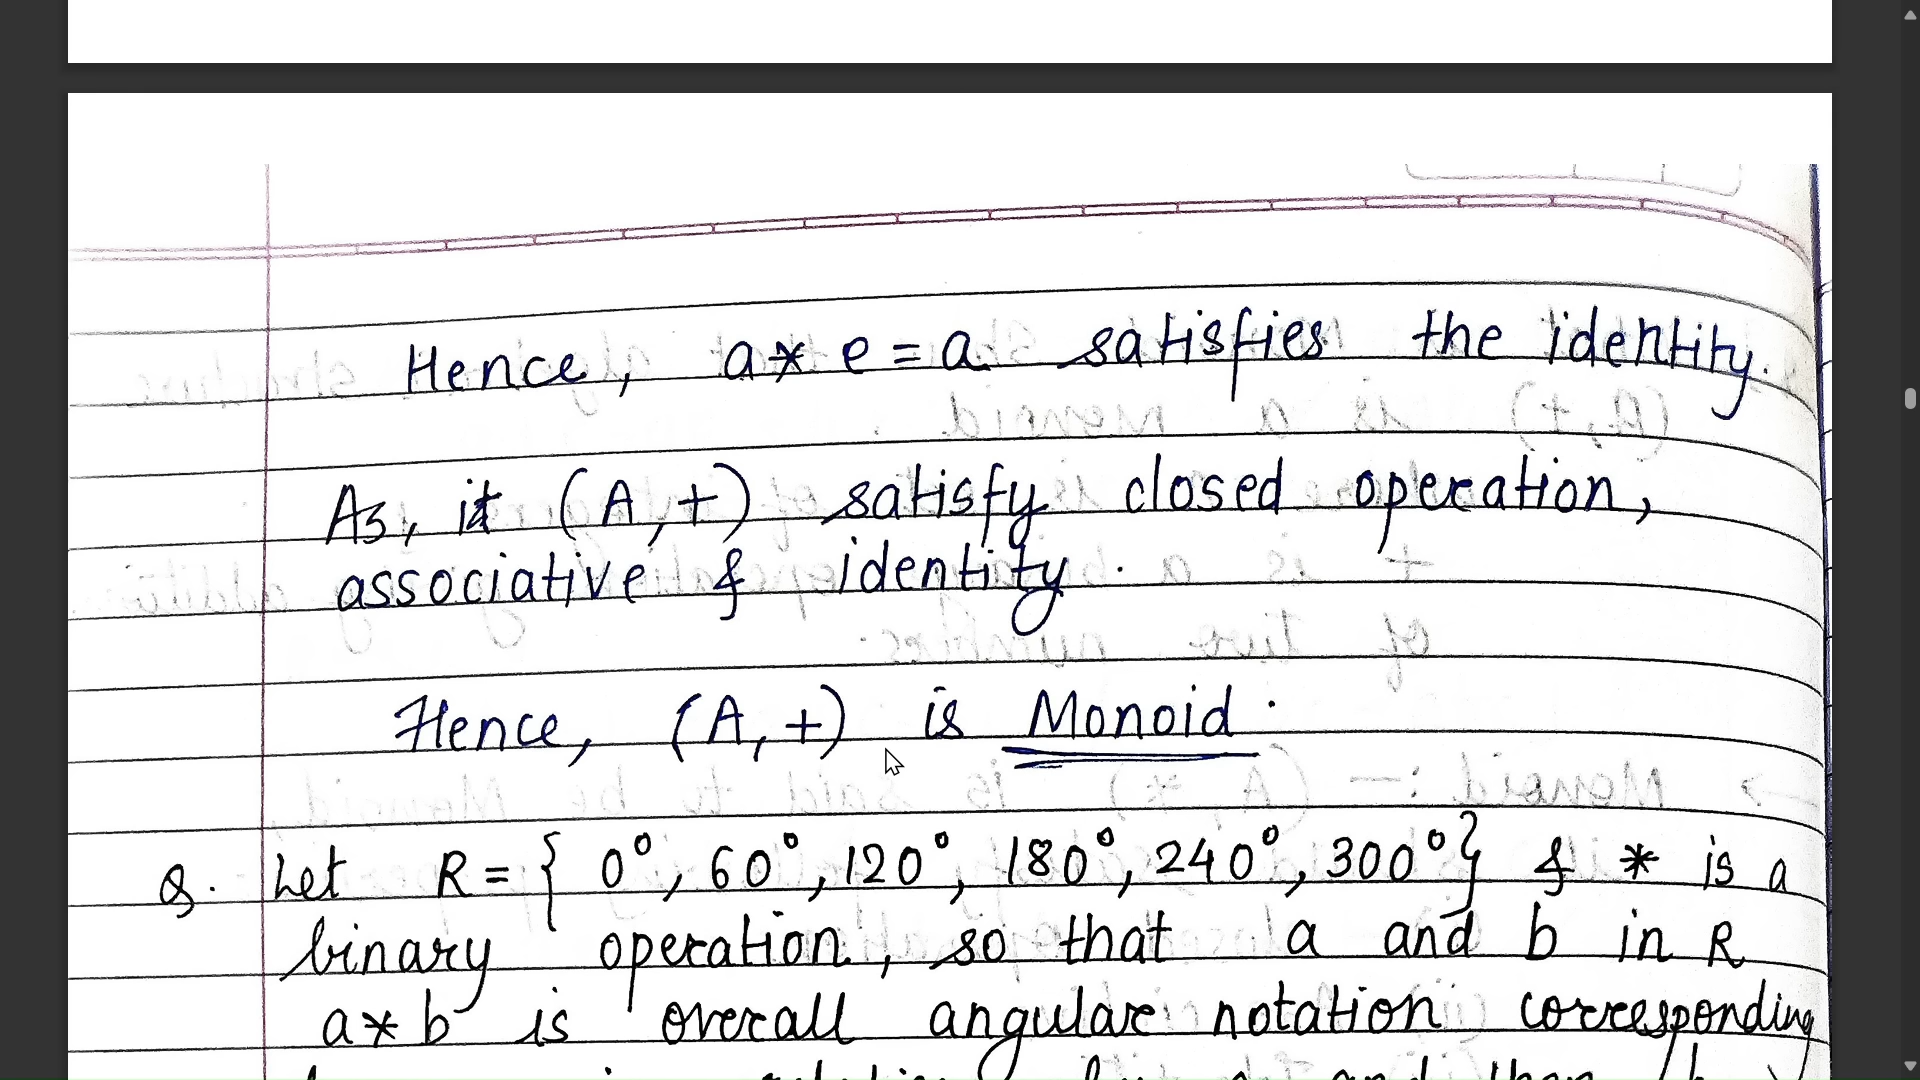 Hence, a * e = a satisfies the identity.
As, it (A, +) satisfy closed operation,
associative & identity.
Hence, (A, +) is Monoid.
Q. Let R = { 0°, 60°, 120°, 180°, 240°, 300° } & * is a
binary operation, so that a and b in R
a * b is overall angular notation corresponding